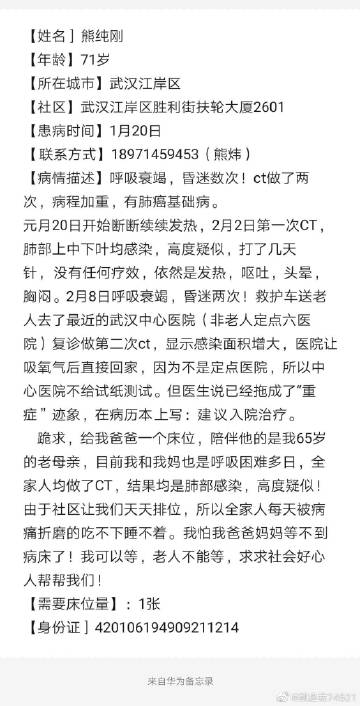 【姓名】熊纯刚
【年龄】71岁
【所在城市】武汉江岸区
【社区】武汉江岸区胜利街扶轮大厦2601
【患病时间】1月20日
【联系方式】18971459453（熊炜）
【病情描述】呼吸衰竭，昏迷数次！ct做了两
次，病程加重，有肺癌基础病。
元月20日开始断断续续发热，2月2日第一次CT，
肺部上中下叶均感染，高度疑似，打了几天
针，没有任何疗效，依然是发热，呕吐，头晕，
胸闷。2月8日呼吸衰竭，昏迷两次！救护车送老
人去了最近的武汉中心医院（非老人定点六医
院）复诊做第二次ct，显示感染面积增大，医院让
吸氧气后直接回家，因为不是定点医院，所以中
心医院不给试纸测试。但医生说已经拖成了"重
症"迹象，在病历本上写：建议入院治疗。
跪求，给我爸爸一个床位，陪伴他的是我65岁
的老母亲，目前我和我妈也是呼吸困难多日，全
家人均做了CT，结果均是肺部感染，高度疑似！
由于社区让我们天天排位，所以全家人每天被病
痛折磨的吃不下睡不着。我怕我爸爸妈妈等不到
病床了！我可以等，老人不能等，求求社会好心
人帮帮我们！
【需要床位量】：1张
【身份证】420106194909211214
来自华为备忘录